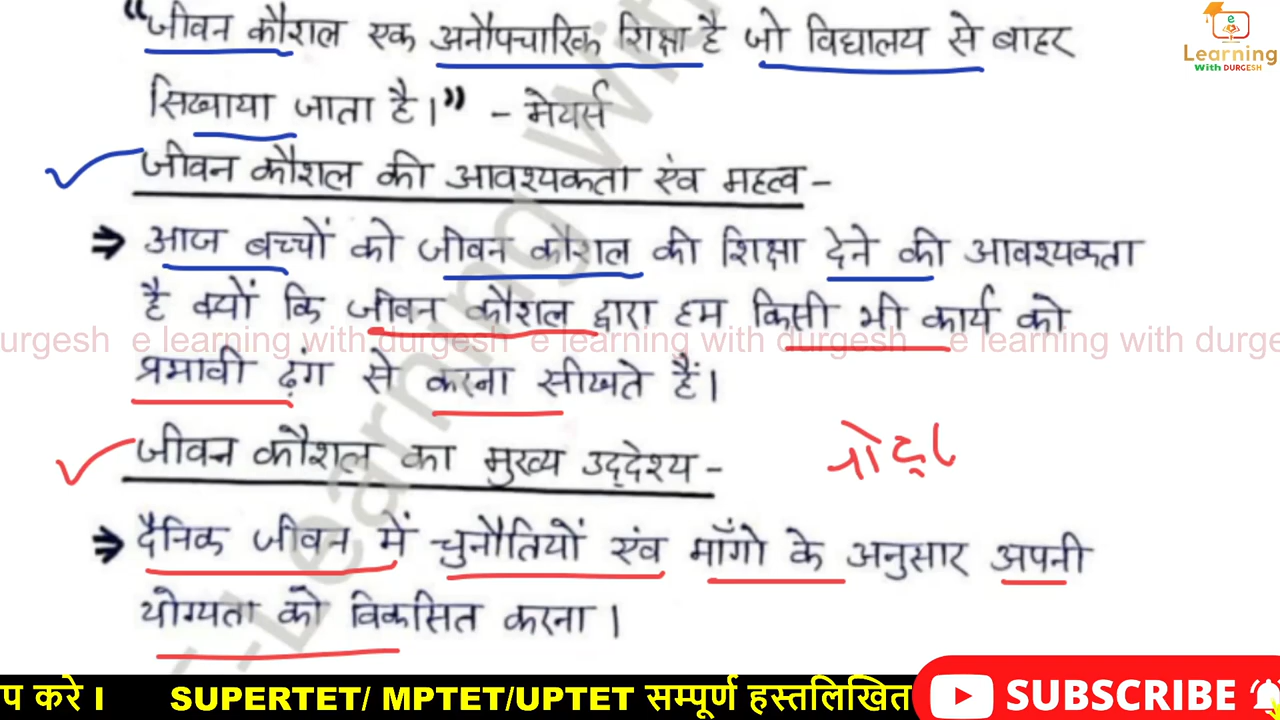 “जीवन कौशल एक अनौपचारिक शिक्षा है जो विद्यालय से बाहर
सिखाया जाता है।” - मेयर्स
जीवन कौशल की आवश्यकता एंव महत्व -
⇒ आज बच्चों को जीवन कौशल की शिक्षा देने की आवश्यकता
है क्यों कि जीवन कौशल द्वारा हम किसी भी कार्य को
प्रभावी ढ़ंग से करना सीखते हैं।
जीवन कौशल का मुख्य उद्देश्य -
⇒ दैनिक जीवन में चुनौतियों एंव माँगो के अनुसार अपनी
योग्यता को विकसित करना।
e Learning
With DURGESH
urgesh e learning with durgesh e learning with durgesh e learning with durge
E-Learning With
प करे। SUPERTET/ MPTET/UPTET सम्पूर्ण हस्तलिखित
SUBSCRIBE